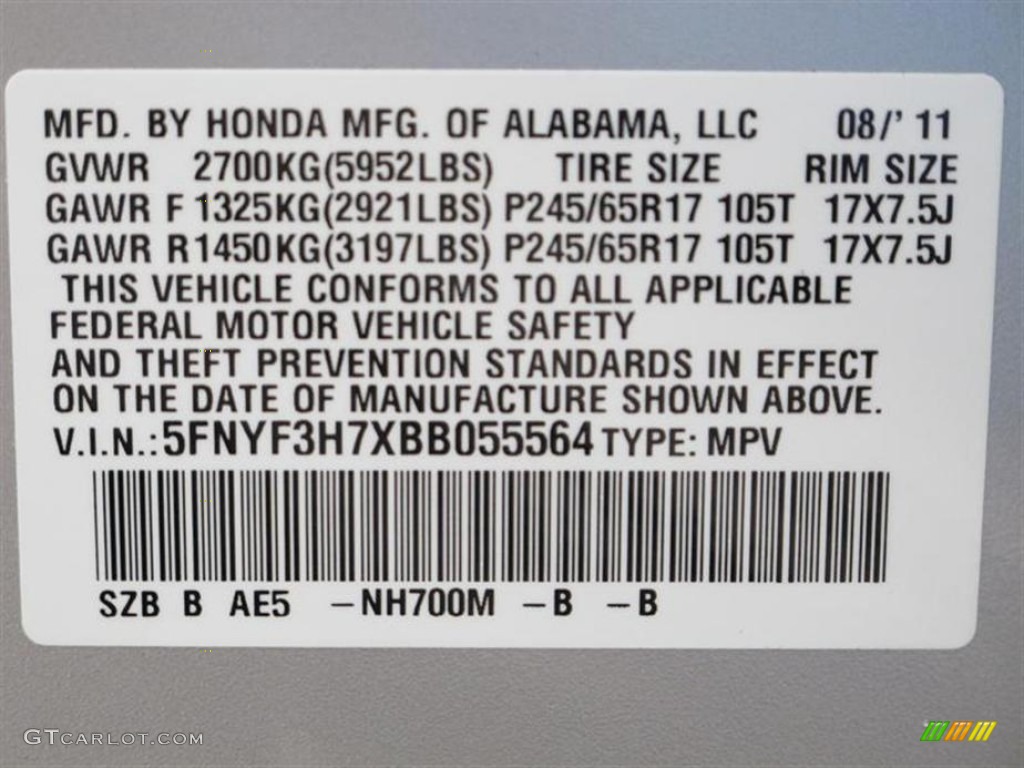 MFD. BY HONDA MFG. OF ALABAMA, LLC 08/' 11
GVWR 2700KG(5952LBS) TIRE SIZE RIM SIZE
GAWR F 1325KG(2921LBS) P245/65R17 105T 17X7.5J
GAWR R 1450KG(3197LBS) P245/65R17 105T 17X7.5J
THIS VEHICLE CONFORMS TO ALL APPLICABLE
FEDERAL MOTOR VEHICLE SAFETY
AND THEFT PREVENTION STANDARDS IN EFFECT
ON THE DATE OF MANUFACTURE SHOWN ABOVE.
V.I.N.: 5FNYF3H7XBB055564 TYPE: MPV
SZB B AE5 -NH700M -B -B
GTCARLOT.COM